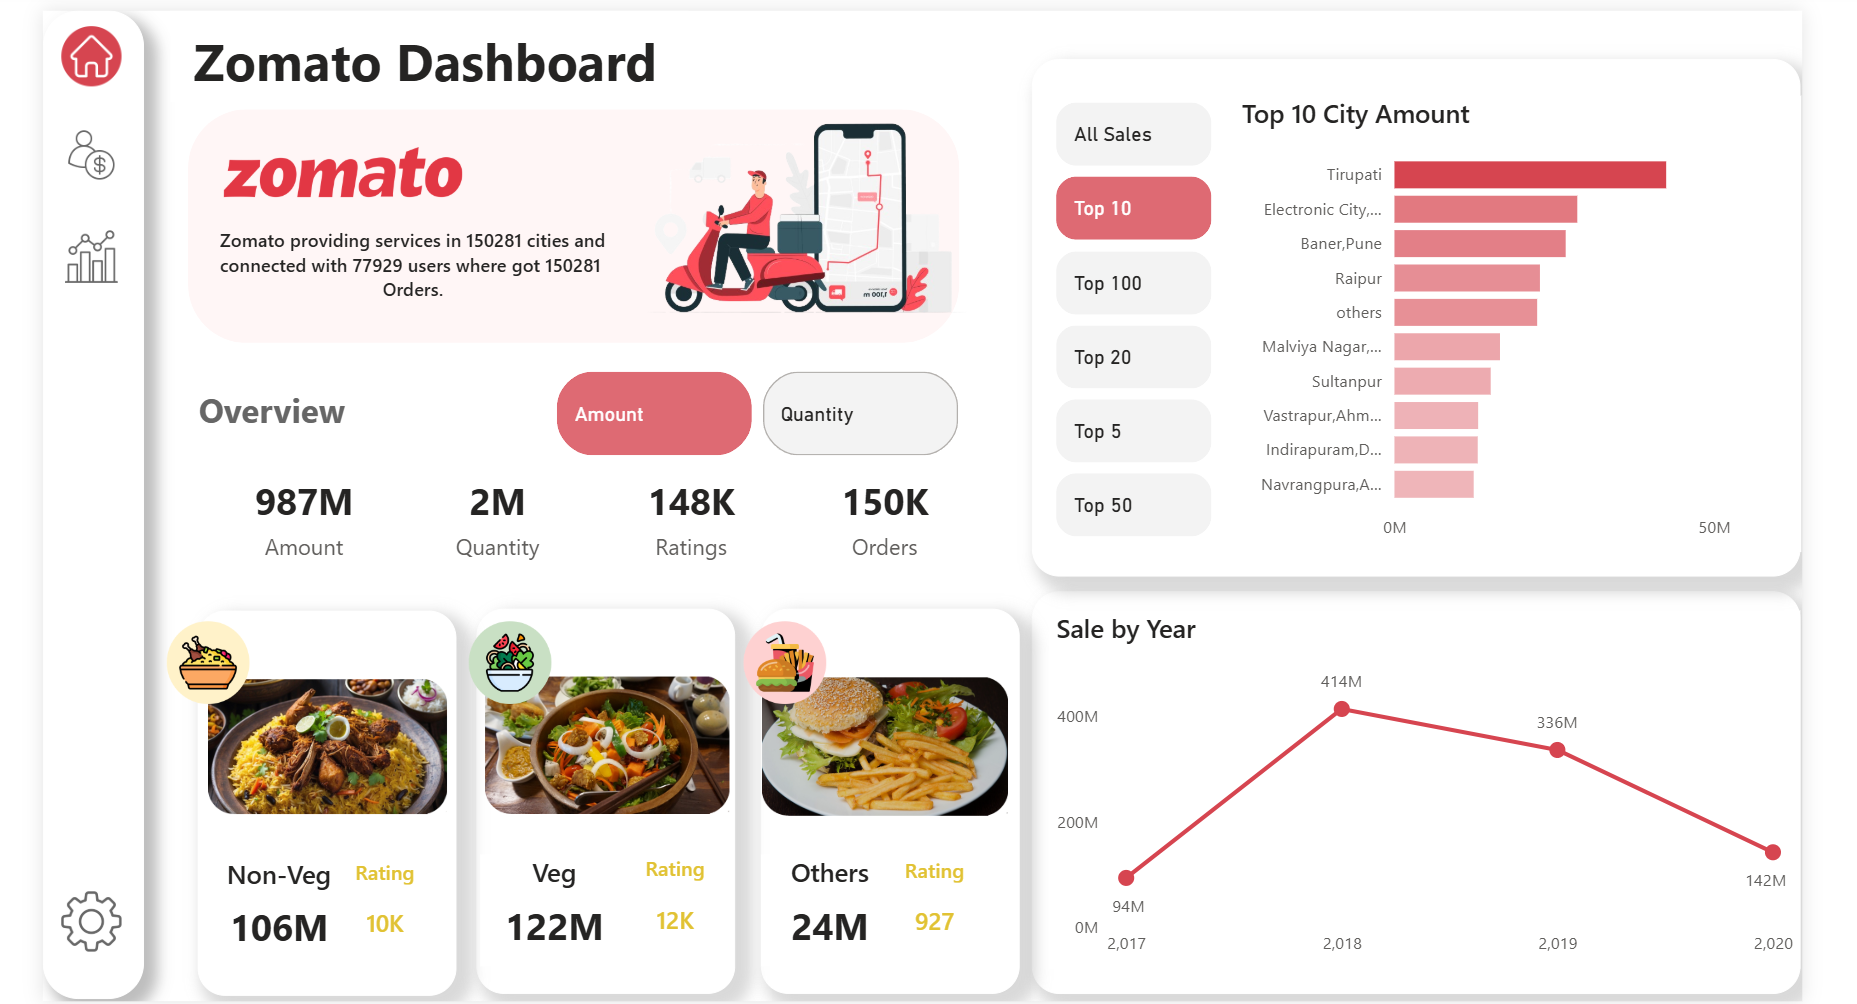 Zomato Dashboard
zomato
Zomato providing services in 150281 cities and
connected with 77929 users where got 150281
Orders.
Overview
Amount
Quantity
987M
Amount
2M
Quantity
148K
Ratings
150K
Orders
Non-Veg
Rating
106M
10K
Veg
Rating
122M
12K
Others
Rating
24M
927
All Sales
Top 10
Top 100
Top 20
Top 5
Top 50
Top 10 City Amount
Tirupati
Electronic City,...
Baner,Pune
Raipur
others
Malviya Nagar,...
Sultanpur
Vastrapur,Ahm...
Indirapuram,D...
Navrangpura,A...
0M
50M
Sale by Year
400M
200M
0M
94M
414M
336M
142M
2,017
2,018
2,019
2,020